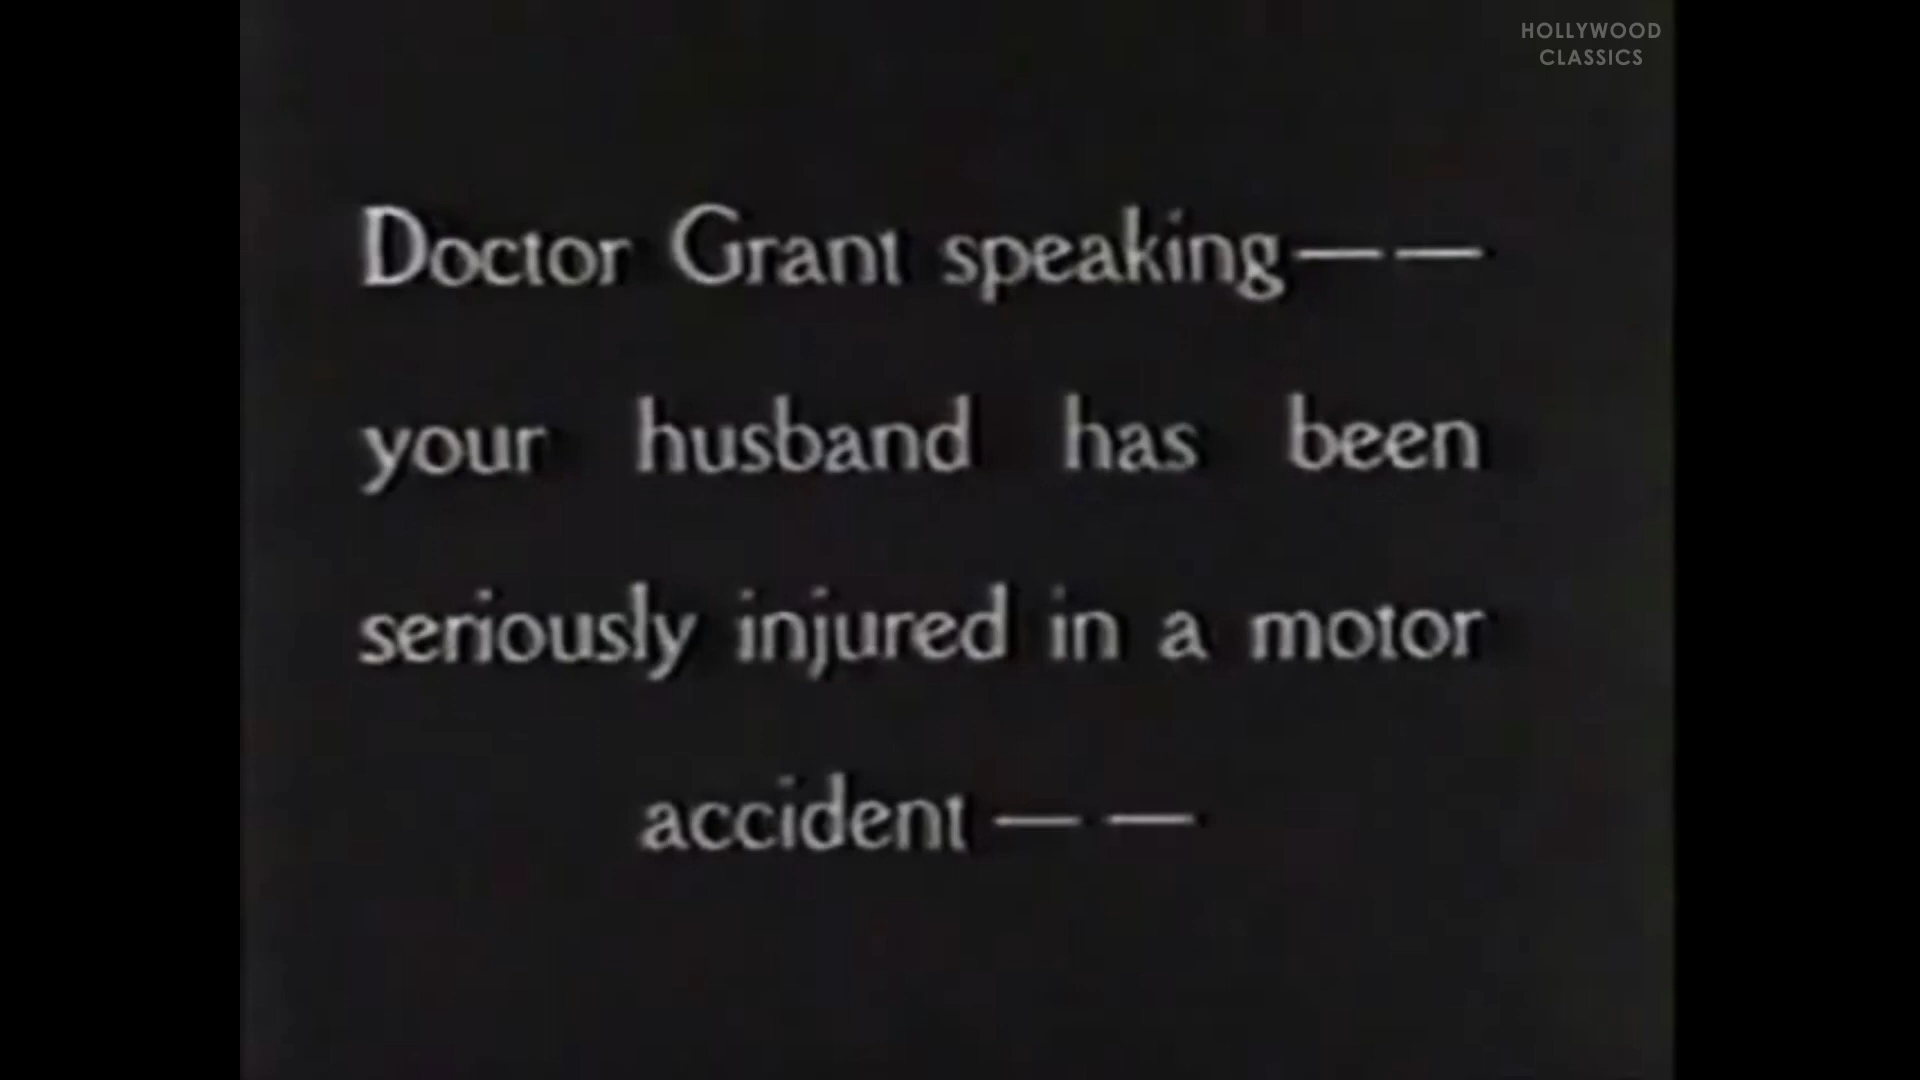 HOLLYWOOD
CLASSICS
Doctor Grant speaking— —
your husband has been
seriously injured in a motor
accident — —